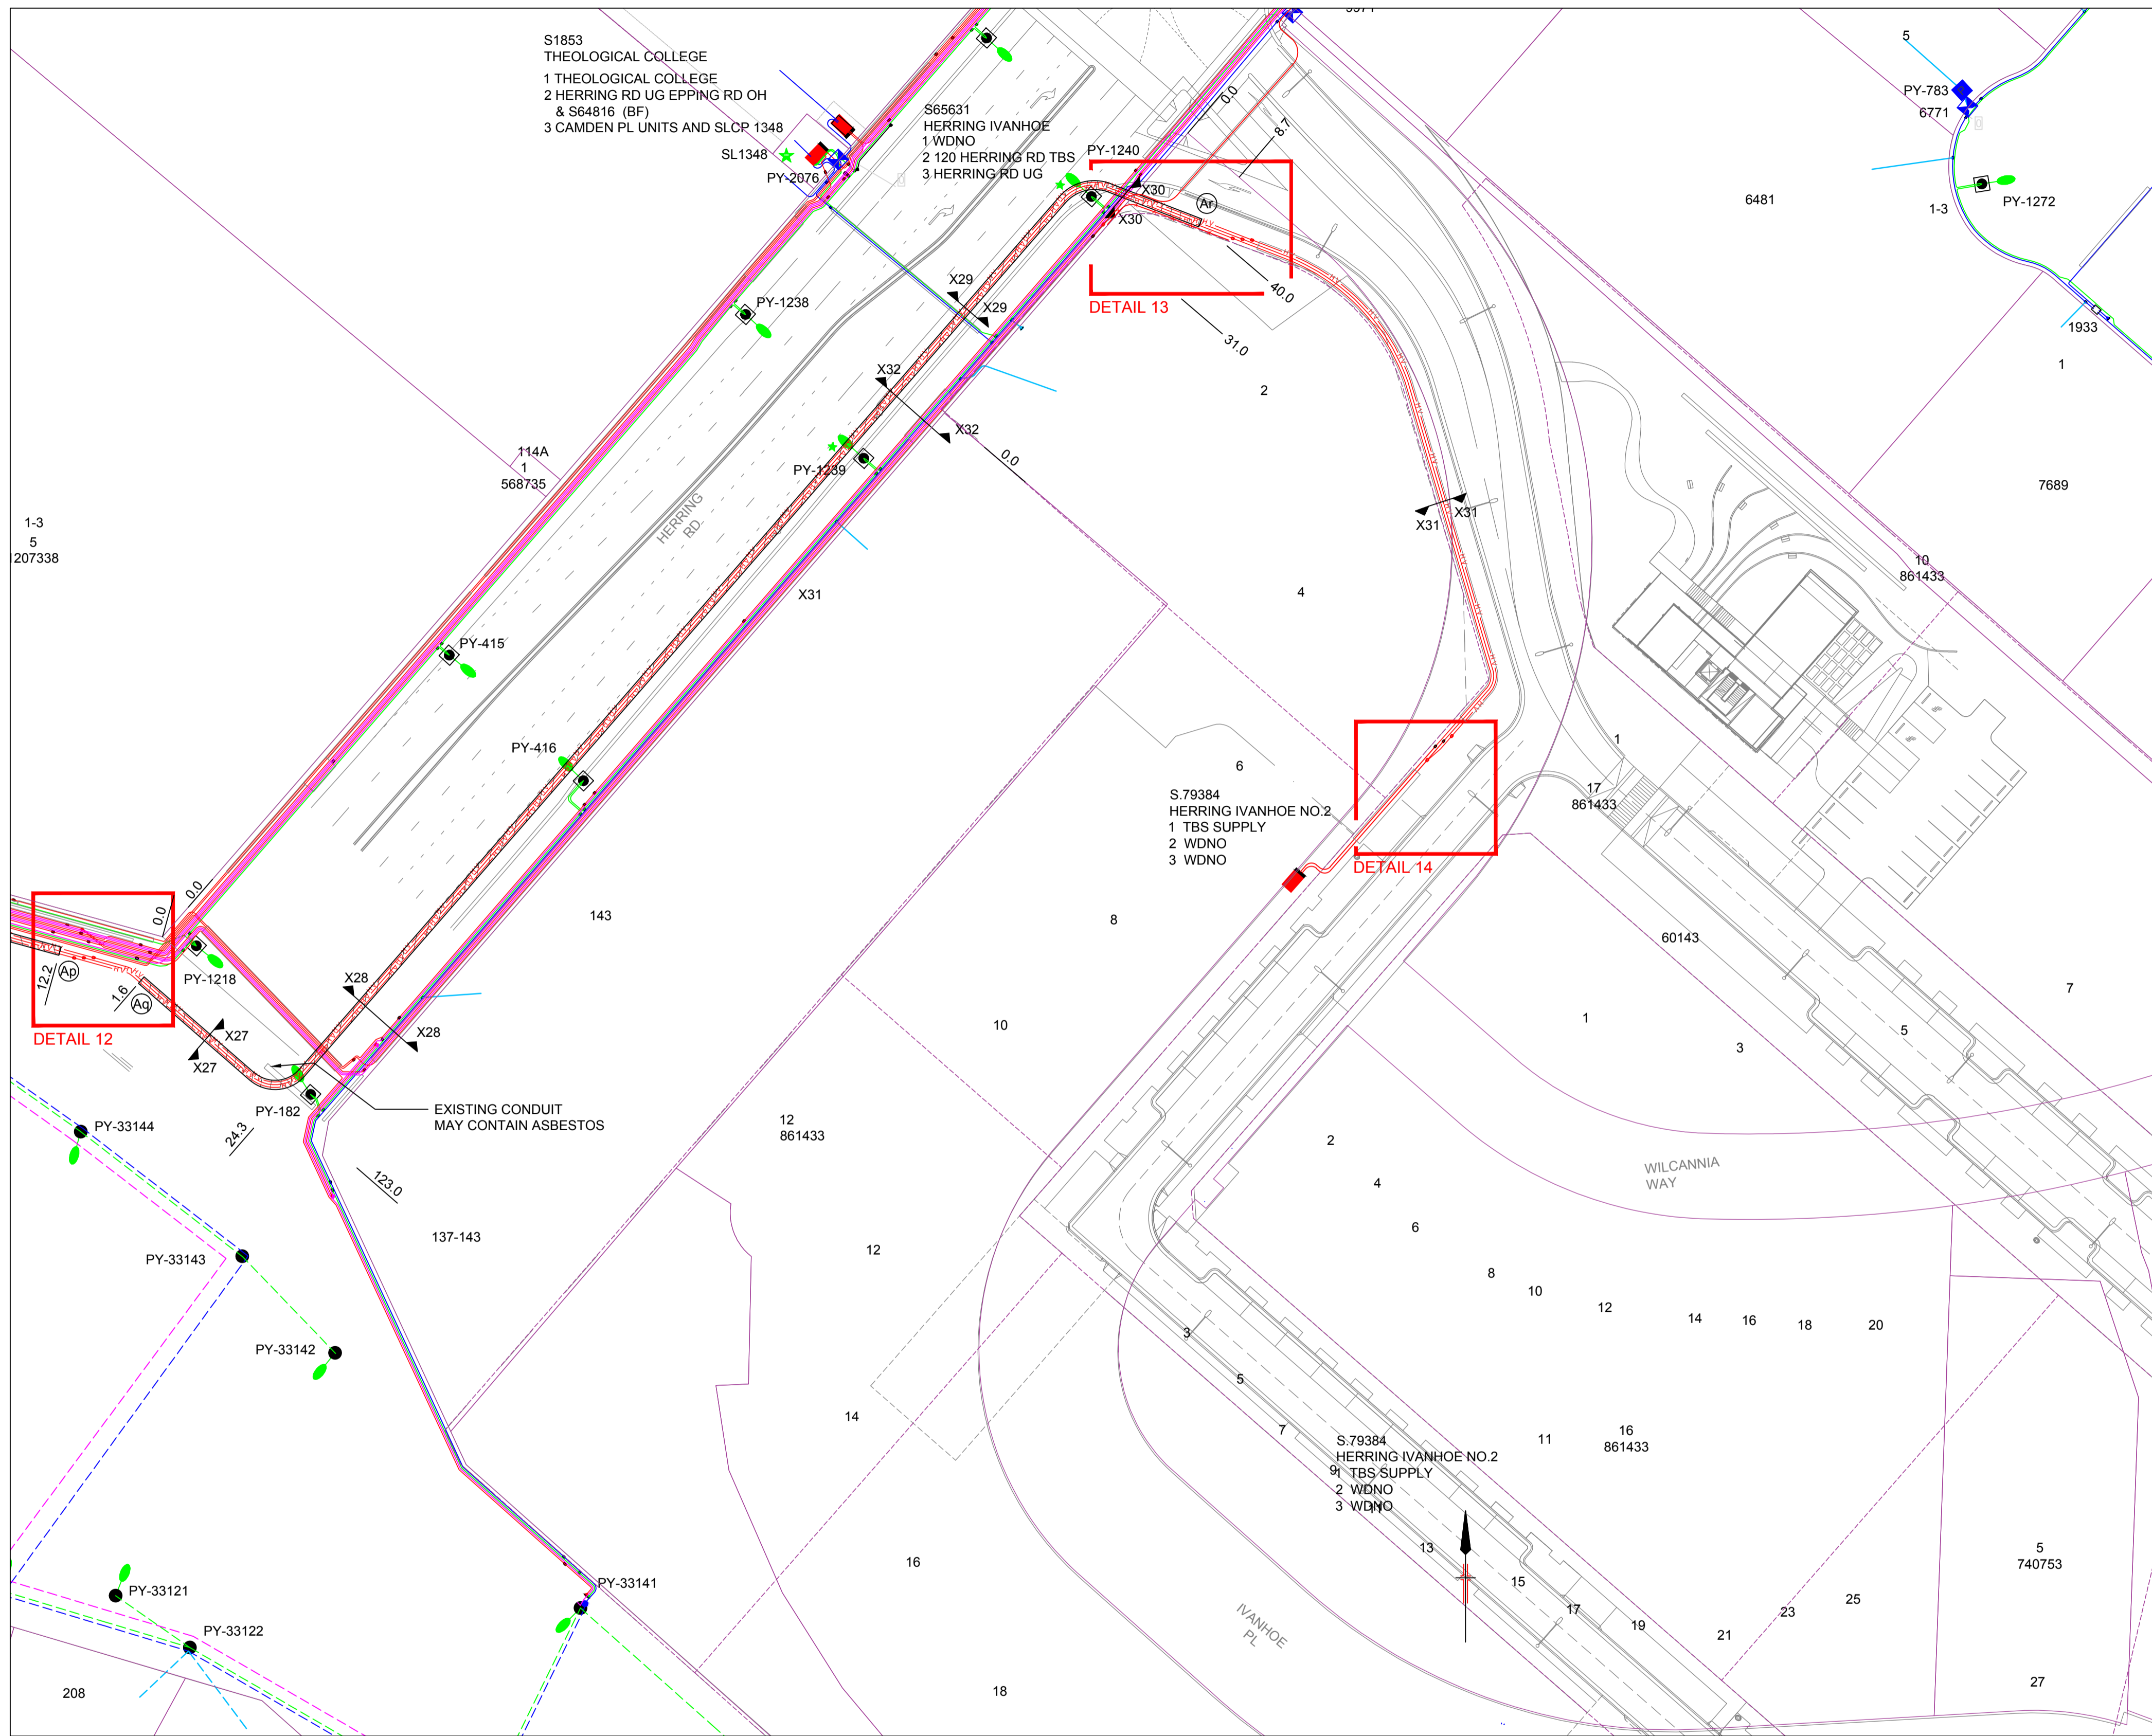 S1853
THEOLOGICAL COLLEGE
1 THEOLOGICAL COLLEGE
2 HERRING RD UG EPPING RD OH
& S64816 (BF)
3 CAMDEN PL UNITS AND SLCP 1348
SL1348
PY-2076
S65631
HERRING IVANHOE
1 WDNO
2 120 HERRING RD TBS
3 HERRING RD UG
PY-1240
0.0
8.7
X30
X30
Ar
DETAIL 13
40.0
31.0
5
PY-783
6771
PY-1272
1-3
6481
1933
1
7689
10
861433
X29
X29
PY-1238
X32
X32
0.0
PY-1239
114A
1
568735
HERRING
RD
1-3
5
1207338
X31
X31
X31
2
4
PY-415
PY-416
6
S.79384
HERRING IVANHOE NO.2
1 TBS SUPPLY
2 WDNO
3 WDNO
DETAIL 14
1
17
861433
60143
0.0
0.0
12.2
Ap
1.6
Aq
DETAIL 12
PY-1218
X27
X27
X28
X28
143
8
10
EXISTING CONDUIT
MAY CONTAIN ASBESTOS
PY-182
24.3
123.0
PY-33144
PY-33143
PY-33142
137-143
12
861433
12
14
16
18
1
3
5
7
2
4
6
8
10
12
14
16
18
20
WILCANNIA
WAY
3
5
7
S.79384
HERRING IVANHOE NO.2
9
1 TBS SUPPLY
2 WDNO
3 WDNO
11
11
16
861433
13
15
17
19
21
23
25
27
5
740753
IVANHOE
PL
PY-33141
PY-33121
PY-33122
208
H.V.